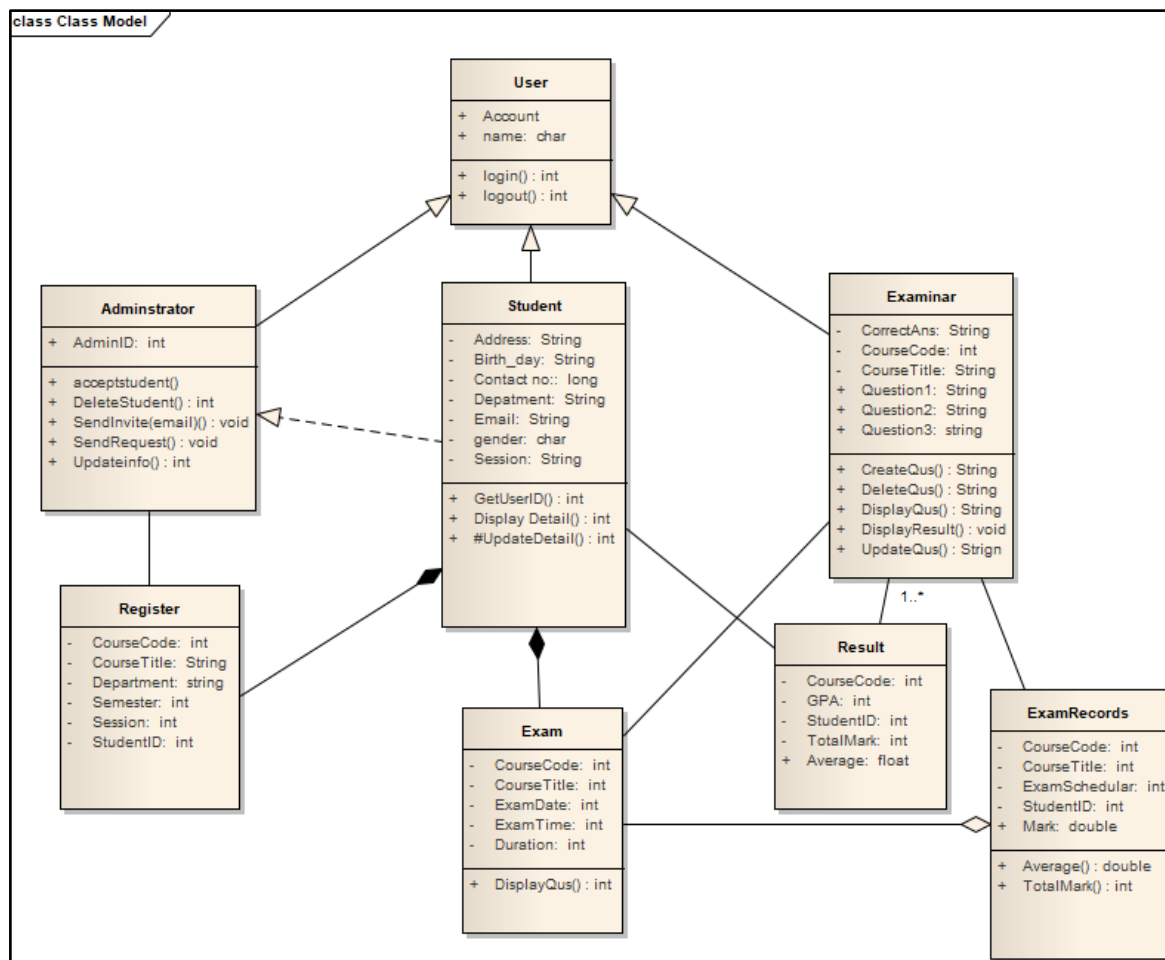 class Class Model
User
+ Account
+ name: char
+ login() : int
+ logout() : int
Adminstrator
+ AdminID: int
+ acceptstudent()
+ DeleteStudent() : int
+ SendInvite(email)() : void
+ SendRequest() : void
+ Updateinfo() : int
Student
- Address: String
- Birth_day: String
- Contact no:: long
- Depatment: String
- Email: String
- gender: char
- Session: String
+ GetUserID() : int
+ Display Detail() : int
+ #UpdateDetail() : int
Examinar
- CorrectAns: String
- CourseCode: int
- CourseTitle: String
+ Question1: String
+ Question2: String
+ Question3: string
+ CreateQus() : String
+ DeleteQus() : String
+ DisplayQus() : String
+ DisplayResult() : void
+ UpdateQus() : Strign
1..*
Register
- CourseCode: int
- CourseTitle: String
- Department: string
- Semester: int
- Session: int
- StudentID: int
Exam
- CourseCode: int
- CourseTitle: int
- ExamDate: int
- ExamTime: int
- Duration: int
+ DisplayQus() : int
Result
- CourseCode: int
- GPA: int
- StudentID: int
- TotalMark: int
+ Average: float
ExamRecords
- CourseCode: int
- CourseTitle: int
- ExamSchedular: int
- StudentID: int
+ Mark: double
+ Average() : double
+ TotalMark() : int